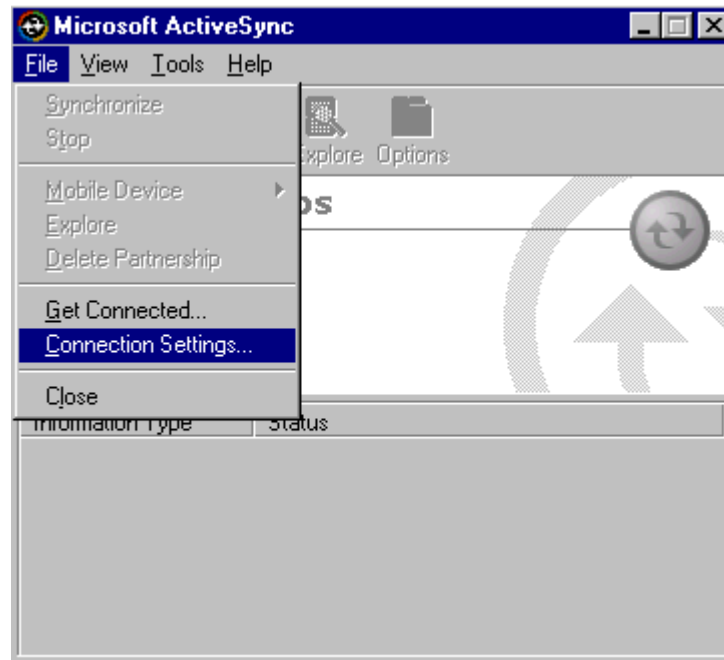 Microsoft ActiveSync
File View Tools Help
Synchronize
Stop
Explore Options
Mobile Device
Explore
Delete Partnership
Get Connected...
Connection Settings...
Close
Information Type Status